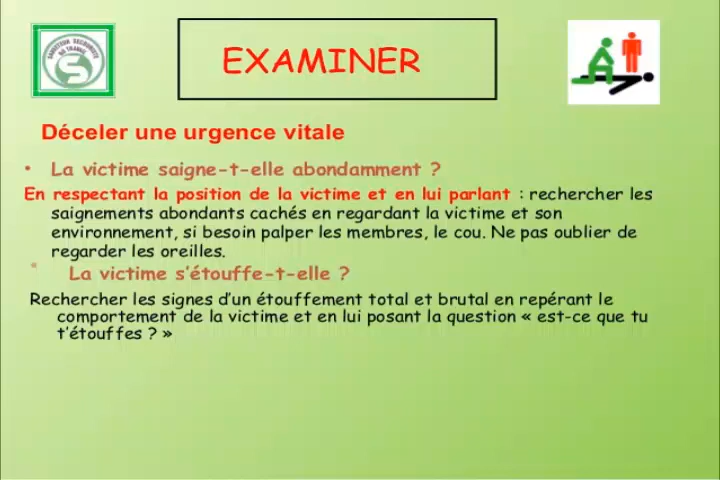 SAUVETEUR SECOURISTE
DU TRAVAIL
EXAMINER
Déceler une urgence vitale
• La victime saigne-t-elle abondamment ?
En respectant la position de la victime et en lui parlant : rechercher les
saignements abondants cachés en regardant la victime et son
environnement, si besoin palper les membres, le cou. Ne pas oublier de
regarder les oreilles.
• La victime s'étouffe-t-elle ?
Rechercher les signes d'un étouffement total et brutal en repérant le
comportement de la victime et en lui posant la question « est-ce que tu
t'étouffes ? »